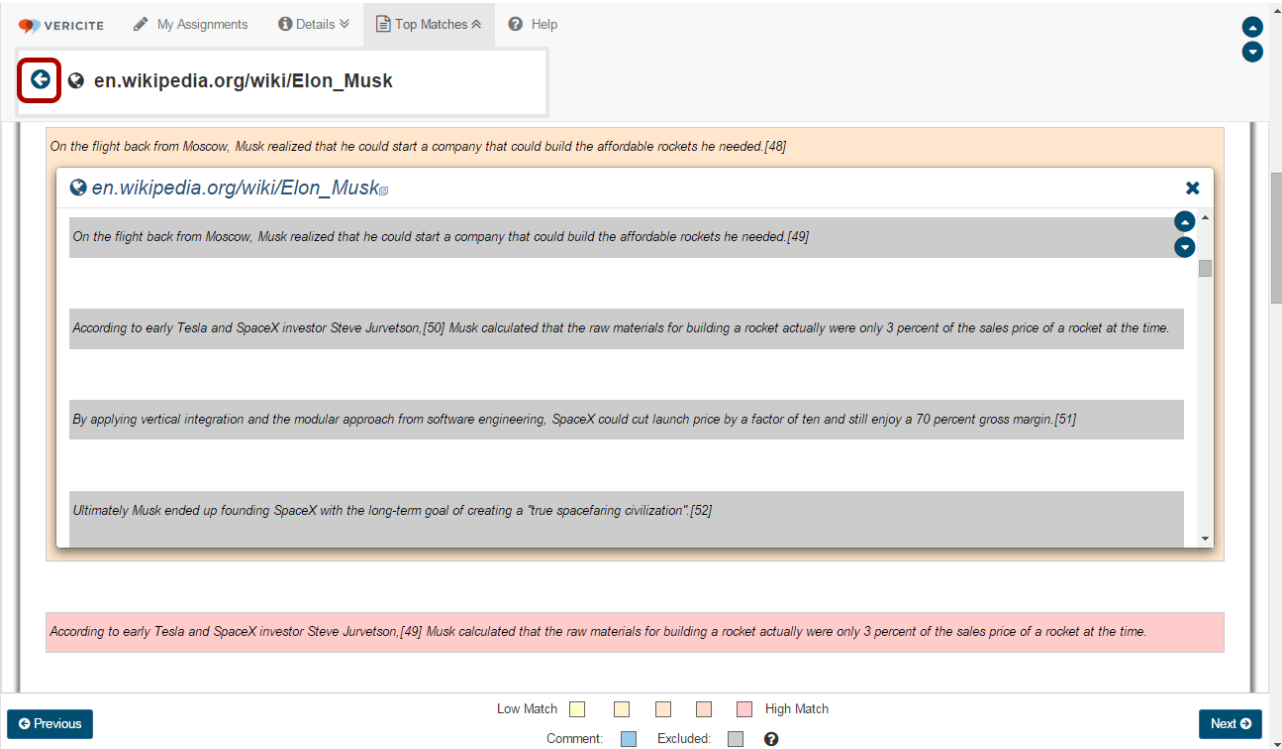 VERICITE My Assignments Details Top Matches Help
en.wikipedia.org/wiki/Elon_Musk
On the flight back from Moscow, Musk realized that he could start a company that could build the affordable rockets he needed.[48]
en.wikipedia.org/wiki/Elon_Musk
On the flight back from Moscow, Musk realized that he could start a company that could build the affordable rockets he needed.[49]
According to early Tesla and SpaceX investor Steve Jurvetson,[50] Musk calculated that the raw materials for building a rocket actually were only 3 percent of the sales price of a rocket at the time.
By applying vertical integration and the modular approach from software engineering, SpaceX could cut launch price by a factor of ten and still enjoy a 70 percent gross margin.[51]
Ultimately Musk ended up founding SpaceX with the long-term goal of creating a "true spacefaring civilization".[52]
According to early Tesla and SpaceX investor Steve Jurvetson,[49] Musk calculated that the raw materials for building a rocket actually were only 3 percent of the sales price of a rocket at the time.
Low Match High Match
Previous Next
Comment: Excluded: